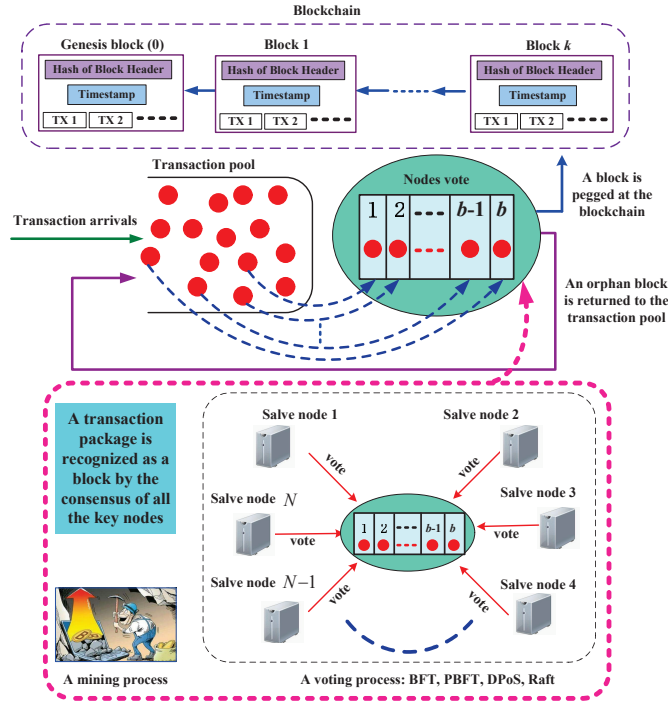 Blockchain
Genesis block (0)
Block 1
Block k
Hash of Block Header
Hash of Block Header
Hash of Block Header
Timestamp
Timestamp
Timestamp
TX 1 TX 2
TX 1 TX 2
TX 1 TX 2
Transaction pool
Nodes vote
A block is
pegged at the
blockchain
1 2 b-1 b
Transaction arrivals
An orphan block
is returned to the
transaction pool
A transaction
package is
recognized as a
block by the
consensus of all
the key nodes
Salve node 1
Salve node 2
vote
vote
Salve node N
Salve node 3
1 2 b-1 b
vote
vote
Salve node N-1
Salve node 4
vote
vote
A mining process
A voting process: BFT, PBFT, DPoS, Raft